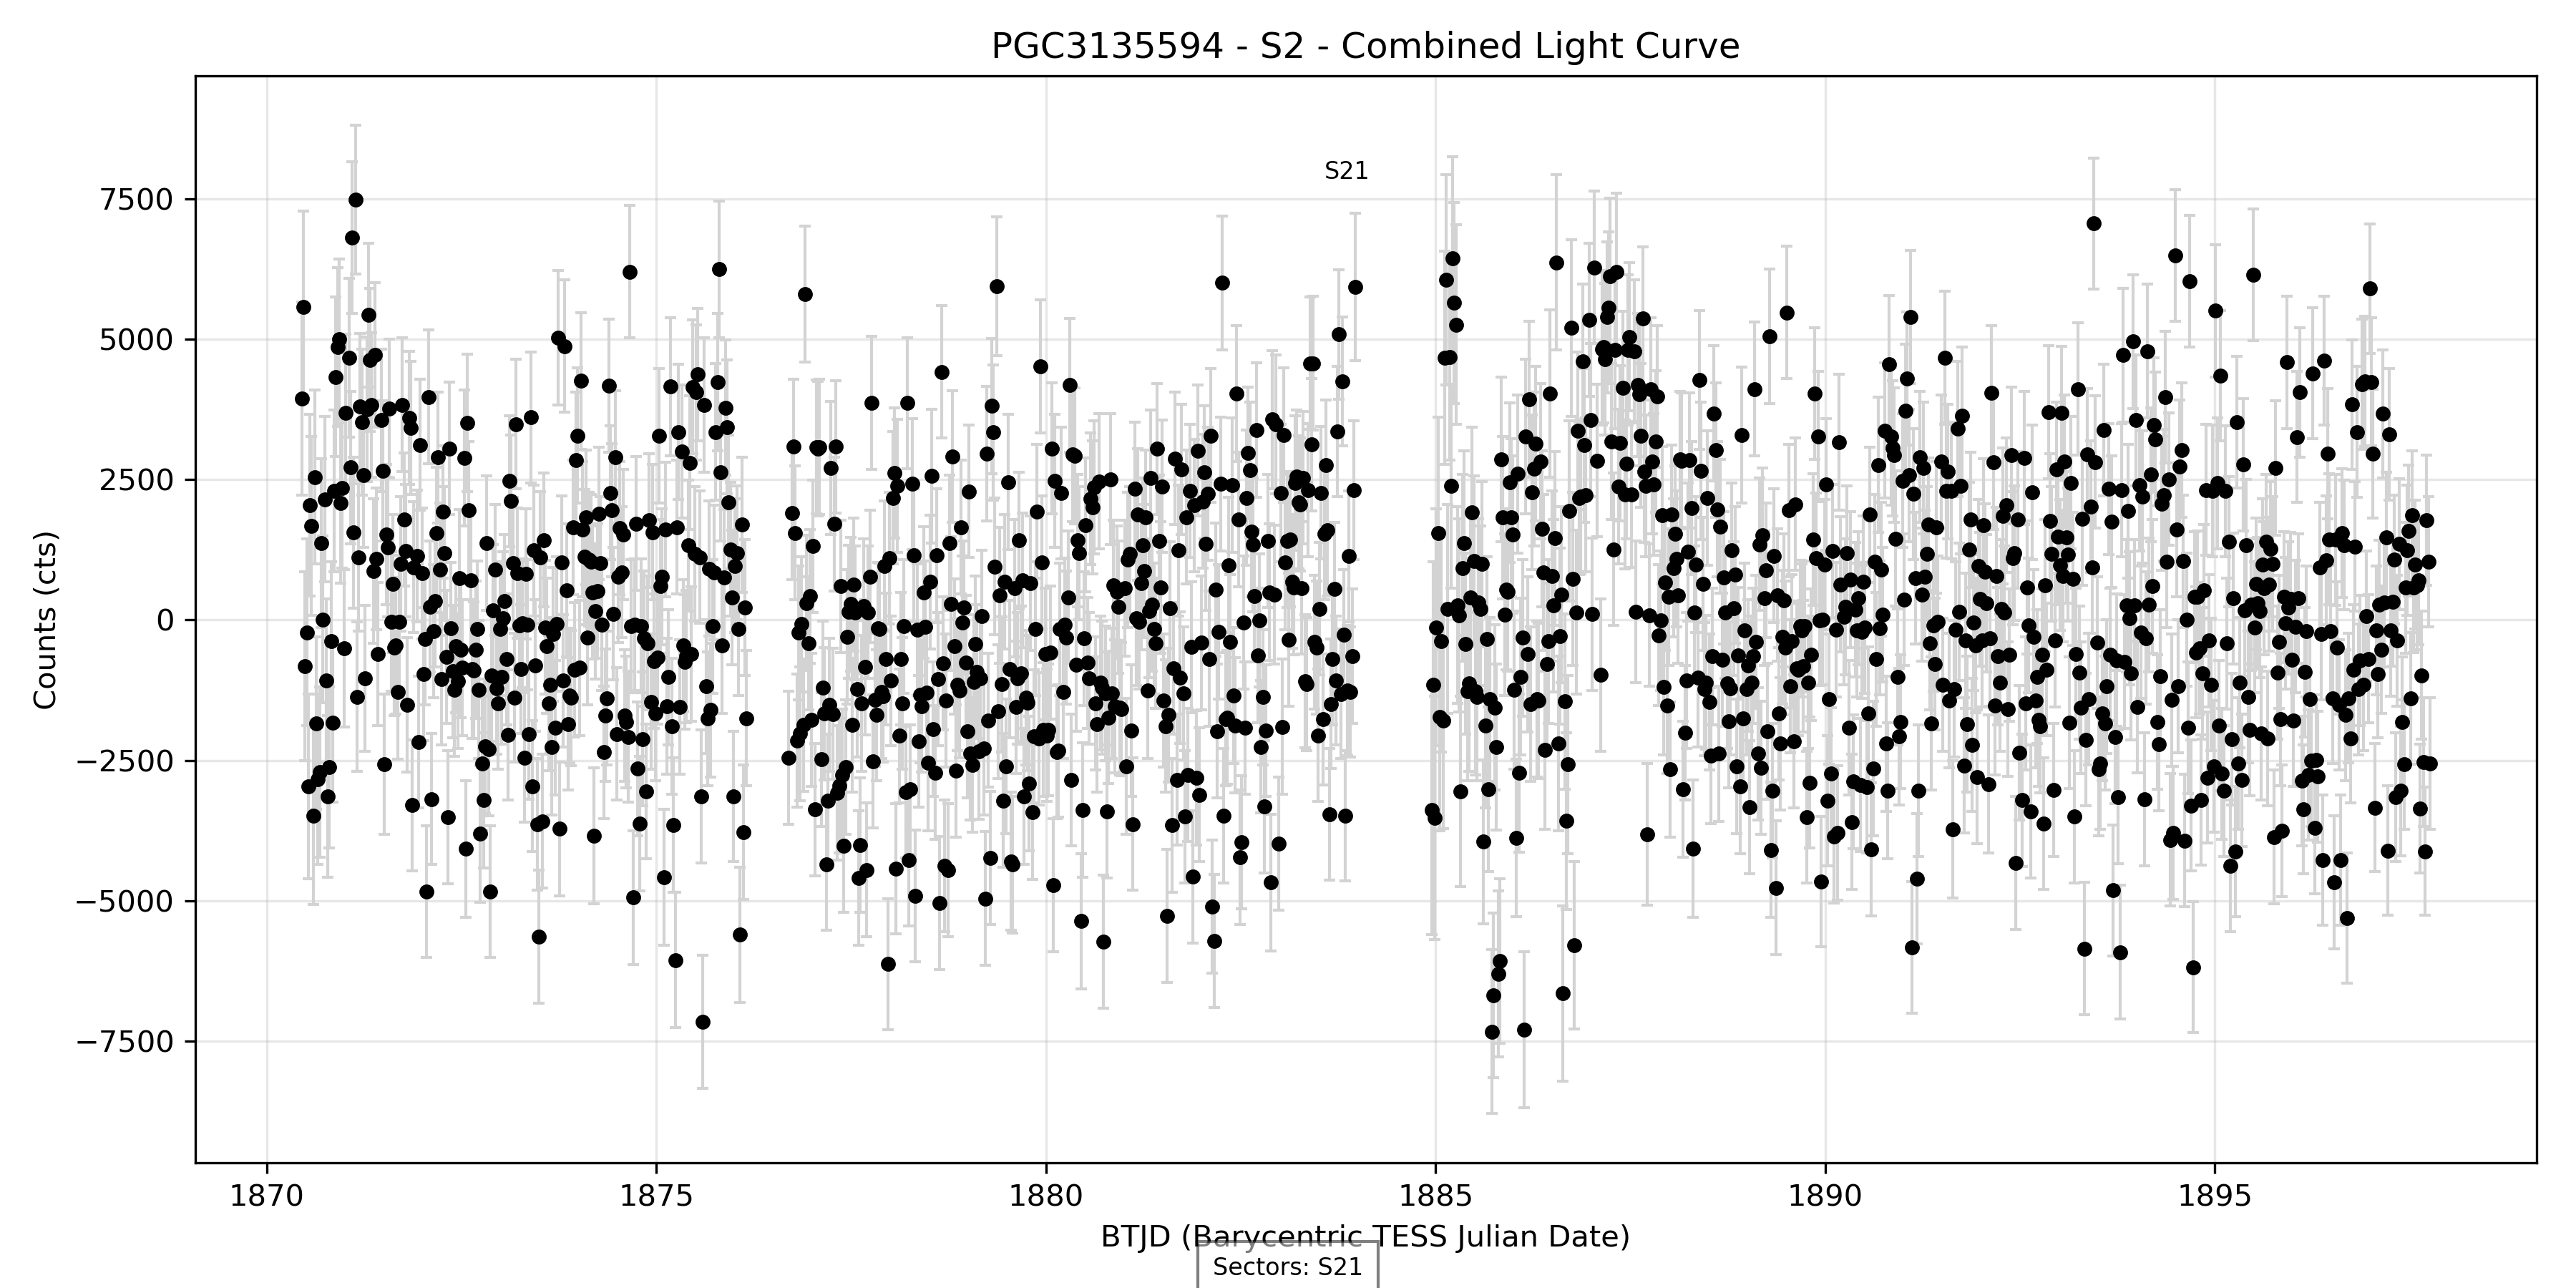 PGC3135594 - S2 - Combined Light Curve
S21
7500
5000
2500
0
−2500
−5000
−7500
Counts (cts)
1870 1875 1880 1885 1890 1895
BTJD (Barycentric TESS Julian Date)
Sectors: S21